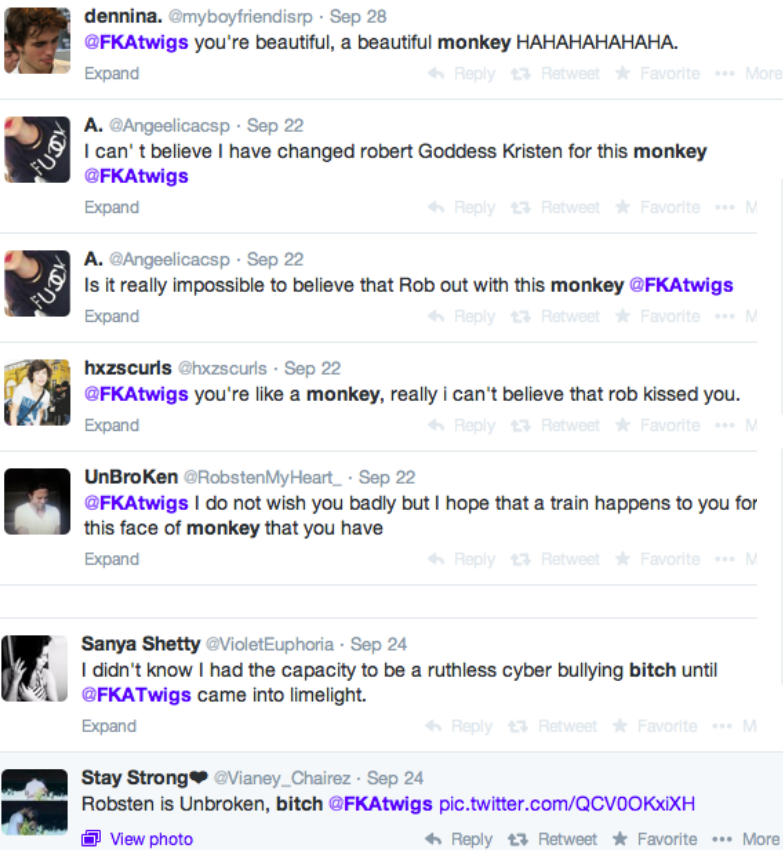 dennina. @myboyfriendisrp · Sep 28
@FKAtwigs you're beautiful, a beautiful monkey HAHAHAHAHAHA.
Expand Reply Retweet Favorite ••• More
A. @Angeelicacsp · Sep 22
I can' t believe I have changed robert Goddess Kristen for this monkey
@FKAtwigs
Expand Reply Retweet Favorite ••• M
A. @Angeelicacsp · Sep 22
Is it really impossible to believe that Rob out with this monkey @FKAtwigs
Expand Reply Retweet Favorite ••• M
hxzscurls @hxzscurls · Sep 22
@FKAtwigs you're like a monkey, really i can't believe that rob kissed you.
Expand Reply Retweet Favorite ••• M
UnBroKen @RobstenMyHeart_ · Sep 22
@FKAtwigs I do not wish you badly but I hope that a train happens to you for
this face of monkey that you have
Expand Reply Retweet Favorite ••• M
Sanya Shetty @VioletEuphoria · Sep 24
I didn't know I had the capacity to be a ruthless cyber bullying bitch until
@FKATwigs came into limelight.
Expand Reply Retweet Favorite ••• M
Stay Strong❤ @Vianey_Chairez · Sep 24
Robsten is Unbroken, bitch @FKAtwigs pic.twitter.com/QCV0OKxiXH
View photo Reply Retweet Favorite ••• More